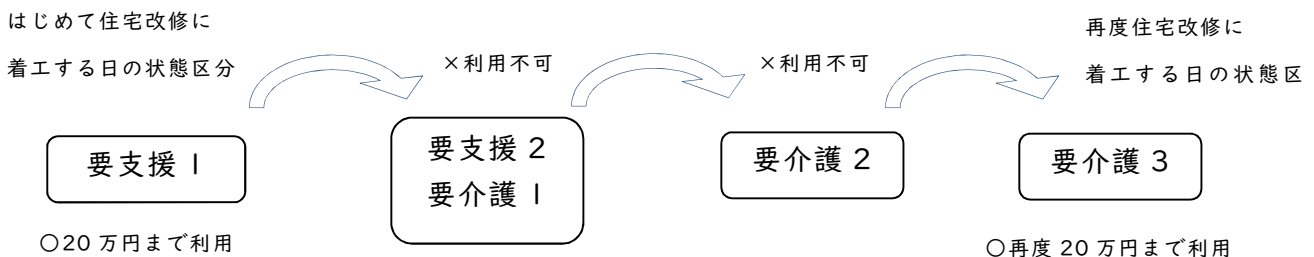 はじめて住宅改修に
着工する日の状態区分
×利用不可
×利用不可
再度住宅改修に
着工する日の状態区
要支援1
要支援2
要介護1
要介護2
要介護3
○20万円まで利用
○再度20万円まで利用